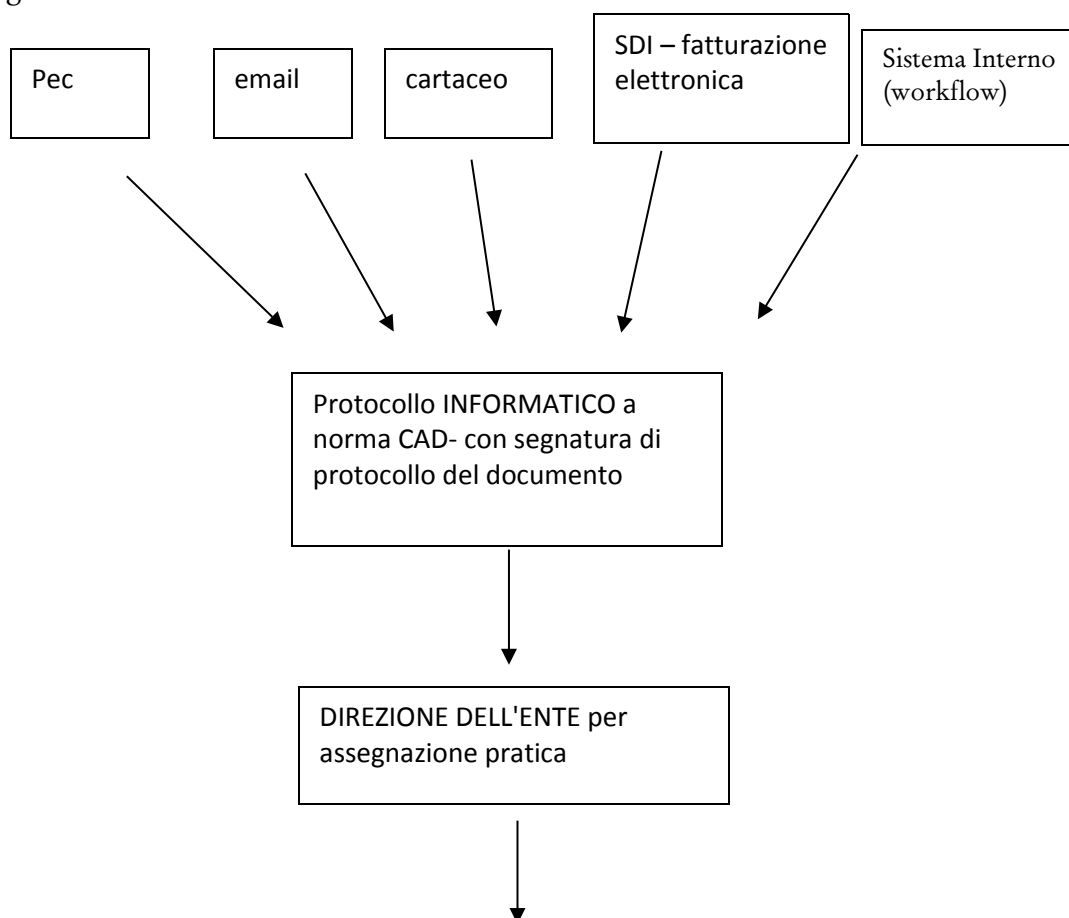 g
Pec
email
cartaceo
SDI – fatturazione
elettronica
Sistema Interno
(workflow)
Protocollo INFORMATICO a
norma CAD- con segnatura di
protocollo del documento
DIREZIONE DELL'ENTE per
assegnazione pratica